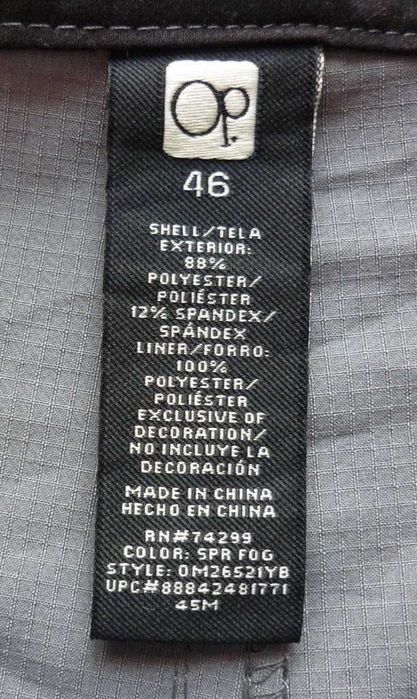 Op.
46
SHELL/TELA
EXTERIOR:
88%
POLYESTER/
POLIÉSTER
12% SPANDEX/
SPÁNDEX
LINER/FORRO:
100%
POLYESTER/
POLIÉSTER
EXCLUSIVE OF
DECORATION/
NO INCLUYE LA
DECORACIÓN
MADE IN CHINA
HECHO EN CHINA
RN#74299
COLOR: SPR FOG
STYLE: OM26521YB
UPC#88842481771
45M